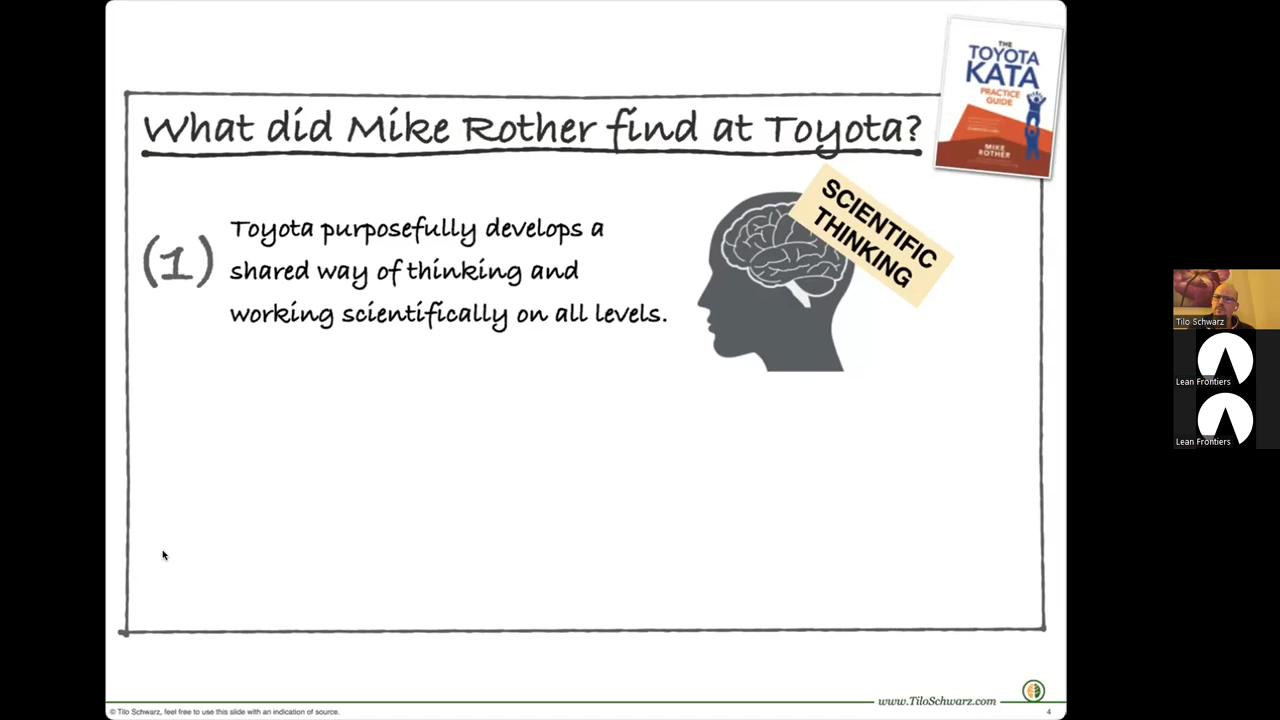 THE
TOYOTA
KATA
PRACTICE
GUIDE
MIKE
ROTHER
What did Mike Rother find at Toyota?
(1)
Toyota purposefully develops a
shared way of thinking and
working scientifically on all levels.
SCIENTIFIC
THINKING
Tilo Schwarz
Lean Frontiers
Lean Frontiers
www.TiloSchwarz.com
© Tilo Schwarz, feel free to use this slide with an indication of source.
4